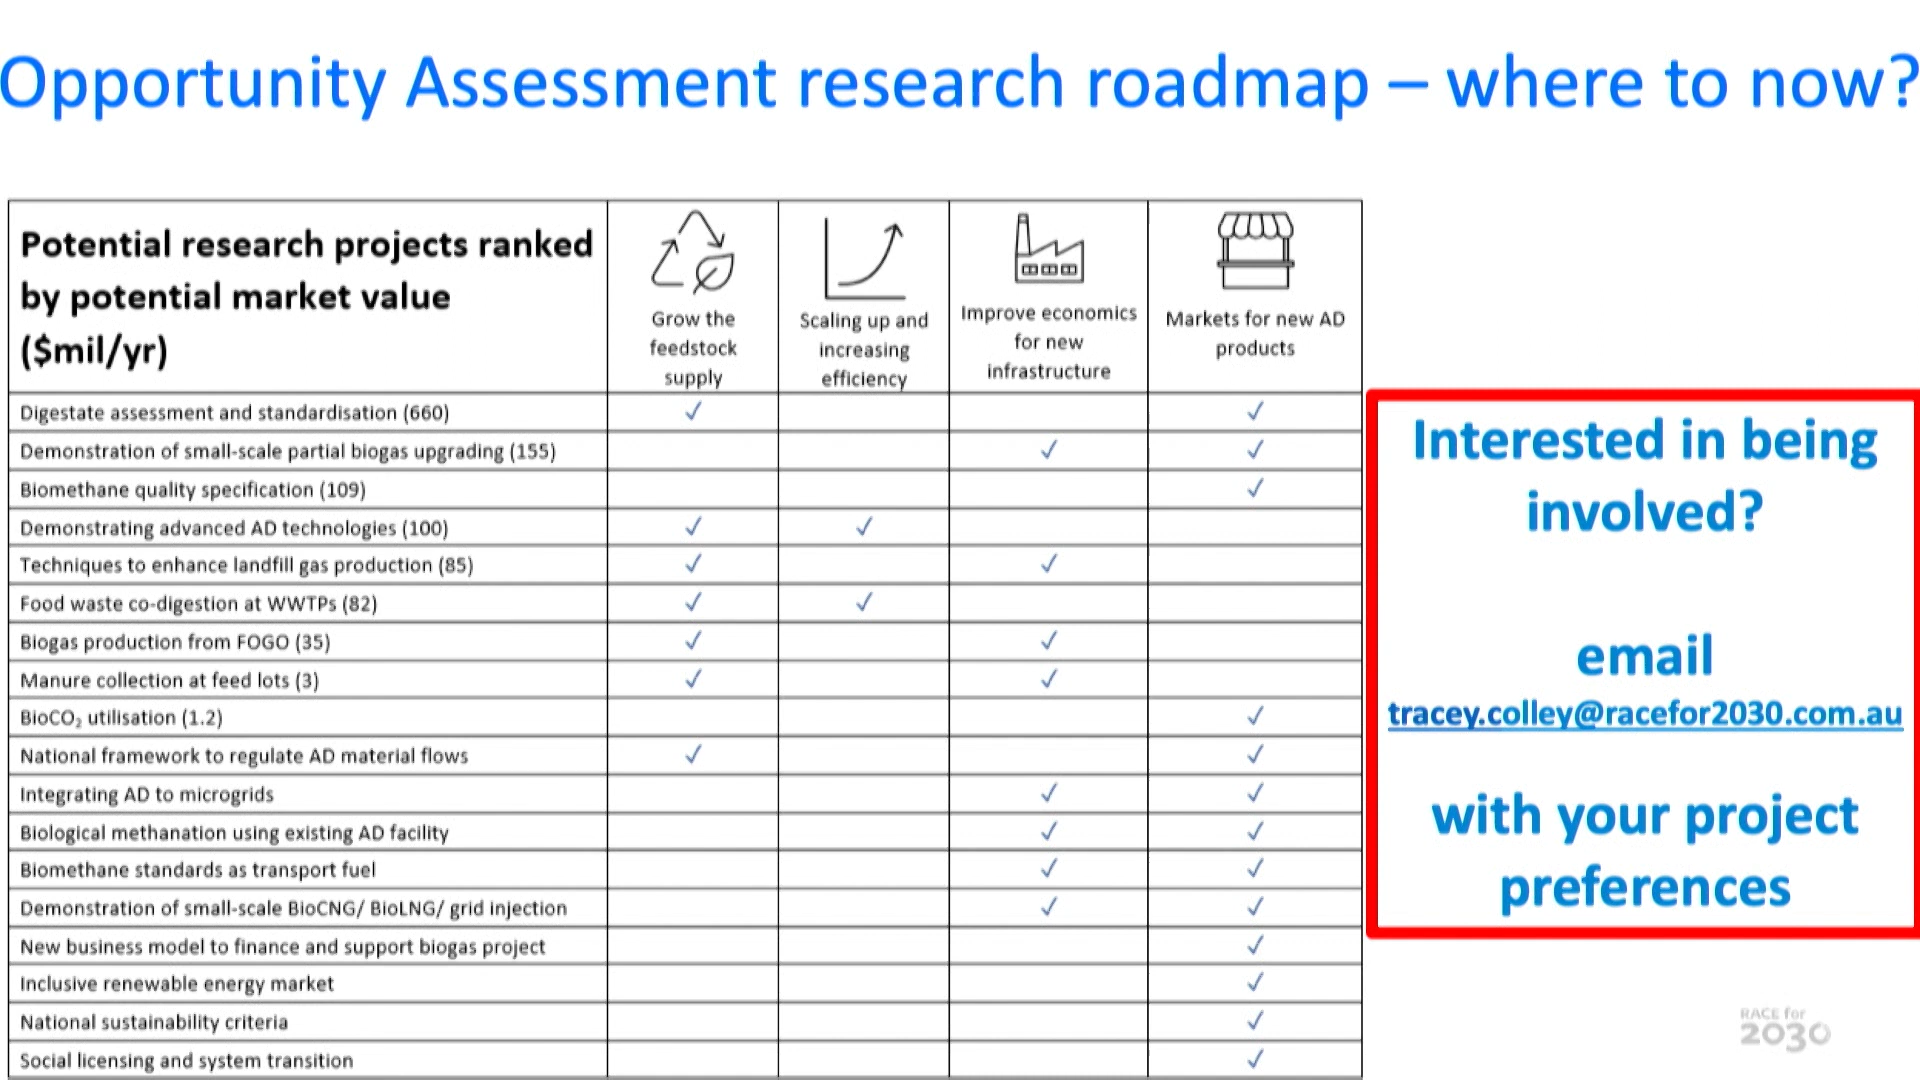 Opportunity Assessment research roadmap – where to now?
Potential research projects ranked
by potential market value
($mil/yr)
Grow the
feedstock
supply
Scaling up and
increasing
efficiency
Improve economics
for new
infrastructure
Markets for new AD
products
Digestate assessment and standardisation (660) ✓ ✓
Demonstration of small-scale partial biogas upgrading (155) ✓ ✓
Biomethane quality specification (109) ✓
Demonstrating advanced AD technologies (100) ✓ ✓
Techniques to enhance landfill gas production (85) ✓ ✓
Food waste co-digestion at WWTPs (82) ✓ ✓
Biogas production from FOGO (35) ✓ ✓
Manure collection at feed lots (3) ✓ ✓
BioCO₂ utilisation (1.2) ✓
National framework to regulate AD material flows ✓ ✓
Integrating AD to microgrids ✓ ✓
Biological methanation using existing AD facility ✓ ✓
Biomethane standards as transport fuel ✓ ✓
Demonstration of small-scale BioCNG/ BioLNG/ grid injection ✓ ✓
New business model to finance and support biogas project ✓
Inclusive renewable energy market ✓
National sustainability criteria ✓
Social licensing and system transition ✓
Interested in being
involved?
email
tracey.colley@racefor2030.com.au
with your project
preferences
RACE for
2030